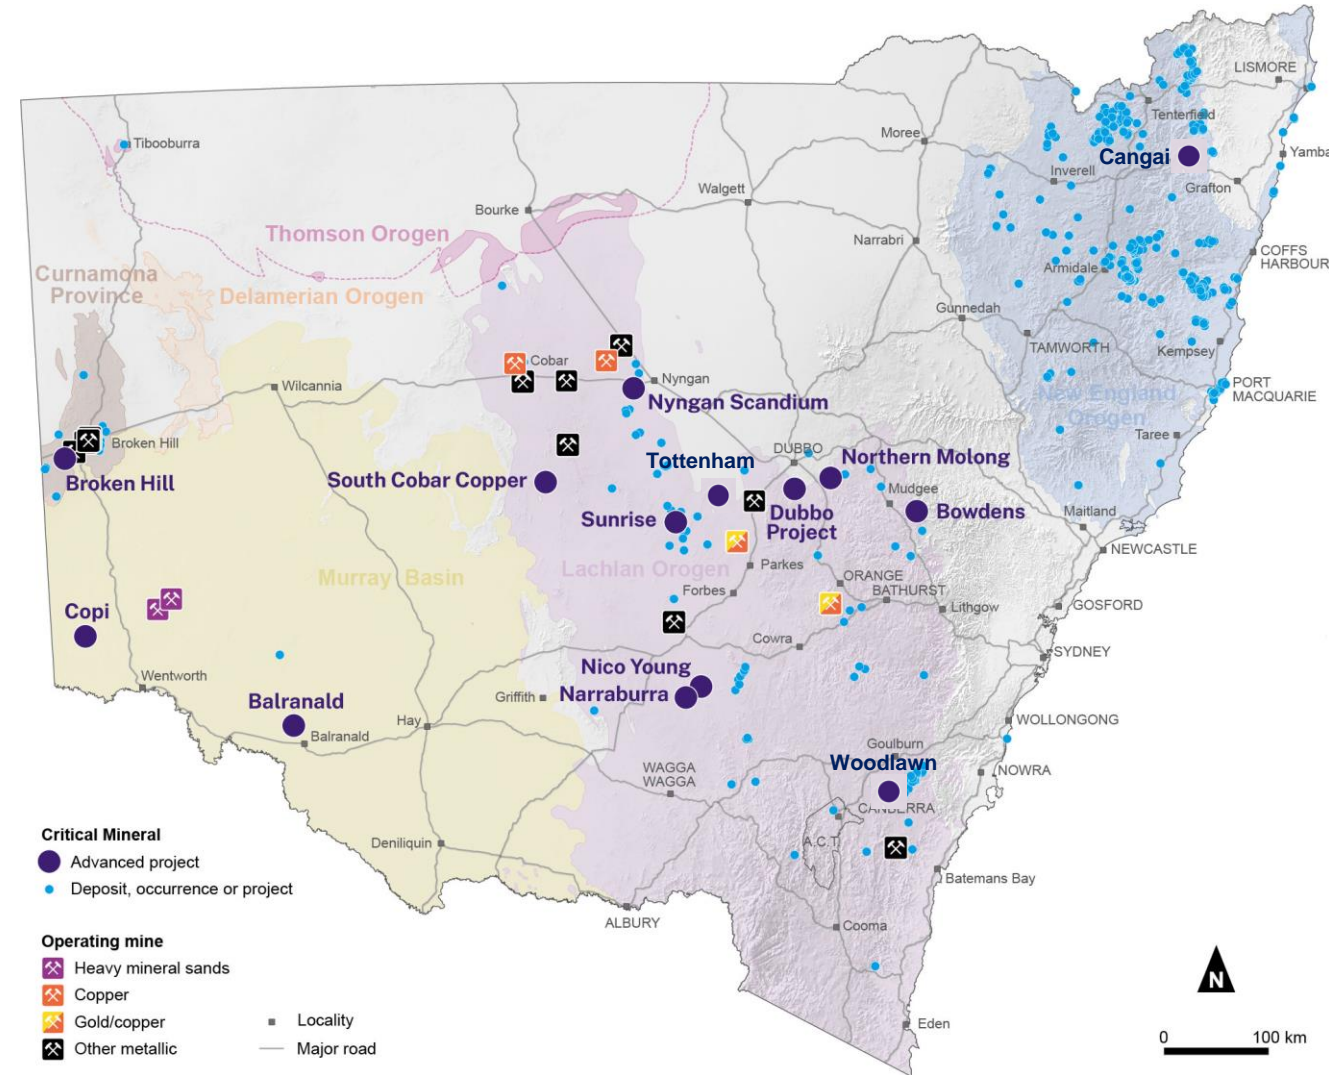 LISMORE
Tenterfield
Moree
Tibooburra
Cangai
Yamba
Inverell
Walgett
Grafton
Bourke
Thomson Orogen
Narrabri
COFFS
HARBOUR
Curnamona
Province
Armidale
Delamerian Orogen
Gunnedah
TAMWORTH
Kempsey
Cobar
Nyngan
Wilcannia
PORT
MACQUARIE
New England
Orogen
Nyngan Scandium
Taree
Broken Hill
DUBBO
Tottenham
Northern Molong
Broken Hill
South Cobar Copper
Mudgee
Maitland
Sunrise
Dubbo
Project
Bowdens
NEWCASTLE
Murray Basin
Lachlan Orogen
Parkes
ORANGE
Forbes
BATHURST
Lithgow
GOSFORD
Copi
Cowra
SYDNEY
Nico Young
Wentworth
Narraburra
Griffith
Balranald
Hay
WOLLONGONG
Balranald
Goulburn
Woodlawn
NOWRA
WAGGA
WAGGA
CANBERRA
Critical Mineral
Deniliquin
A.C.T.
Advanced project
Batemans Bay
Deposit, occurrence or project
ALBURY
Cooma
Operating mine
Heavy mineral sands
N
Copper
Gold/copper
Locality
Eden
0
100 km
Other metallic
Major road